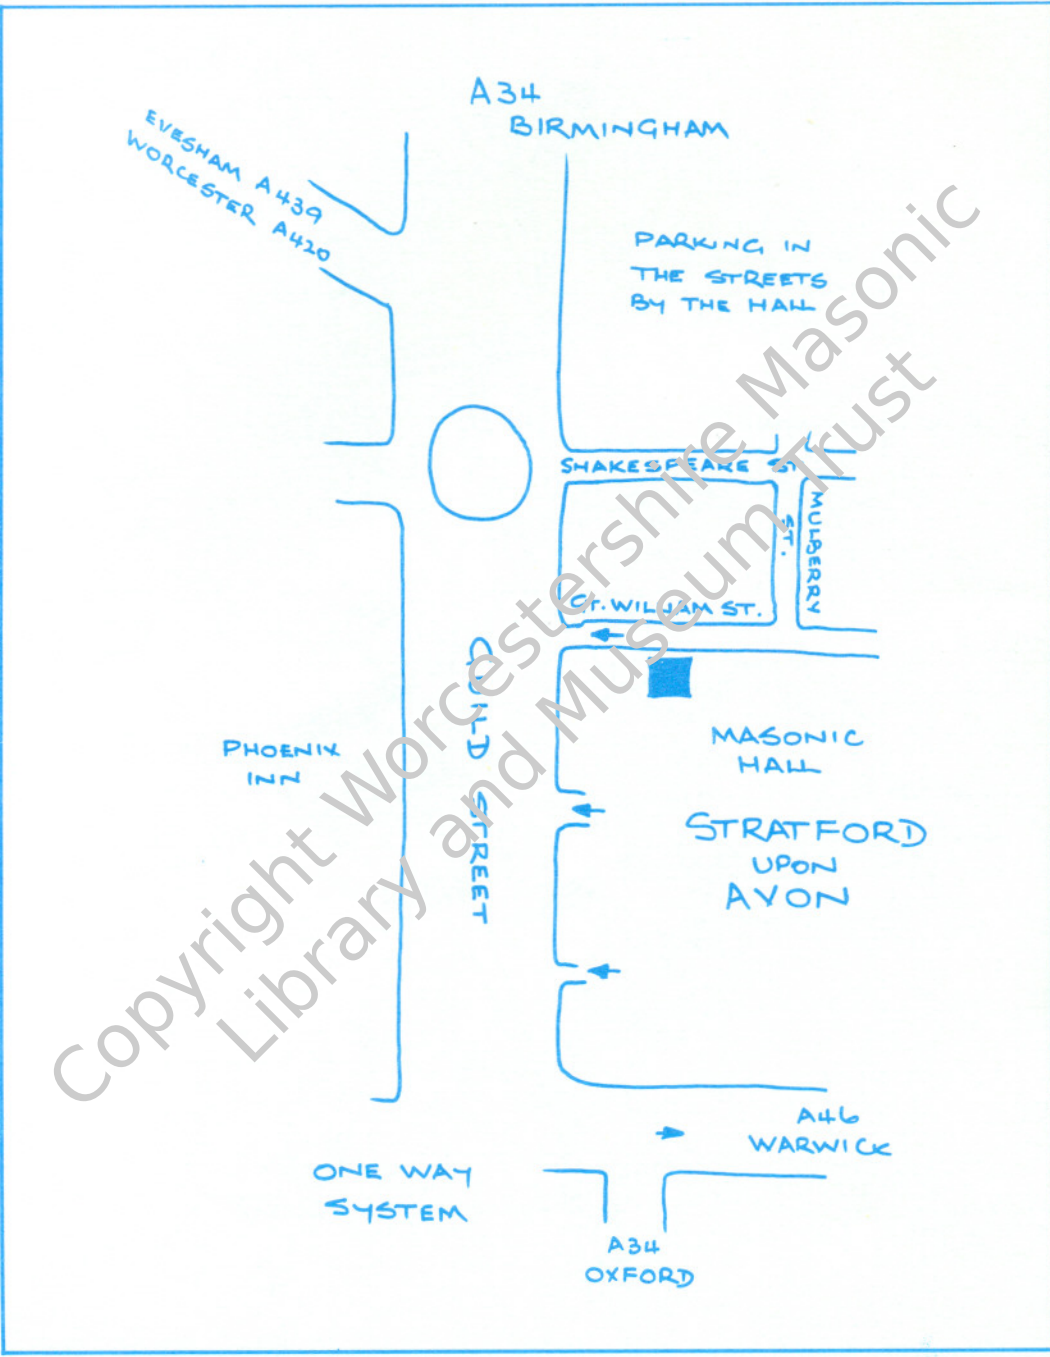 A34
BIRMINGHAM
EVESHAM A439
WORCESTER A420
PARKING IN
THE STREETS
BY THE HALL
SHAKESPEARE ST
MULBERRY
ST.
GT. WILLIAM ST.
GUILD STREET
PHOENIX
INN
MASONIC
HALL
STRATFORD
UPON
AVON
A46
WARWICK
ONE WAY
SYSTEM
A34
OXFORD
Copyright Worcestershire Masonic
Library and Museum Trust